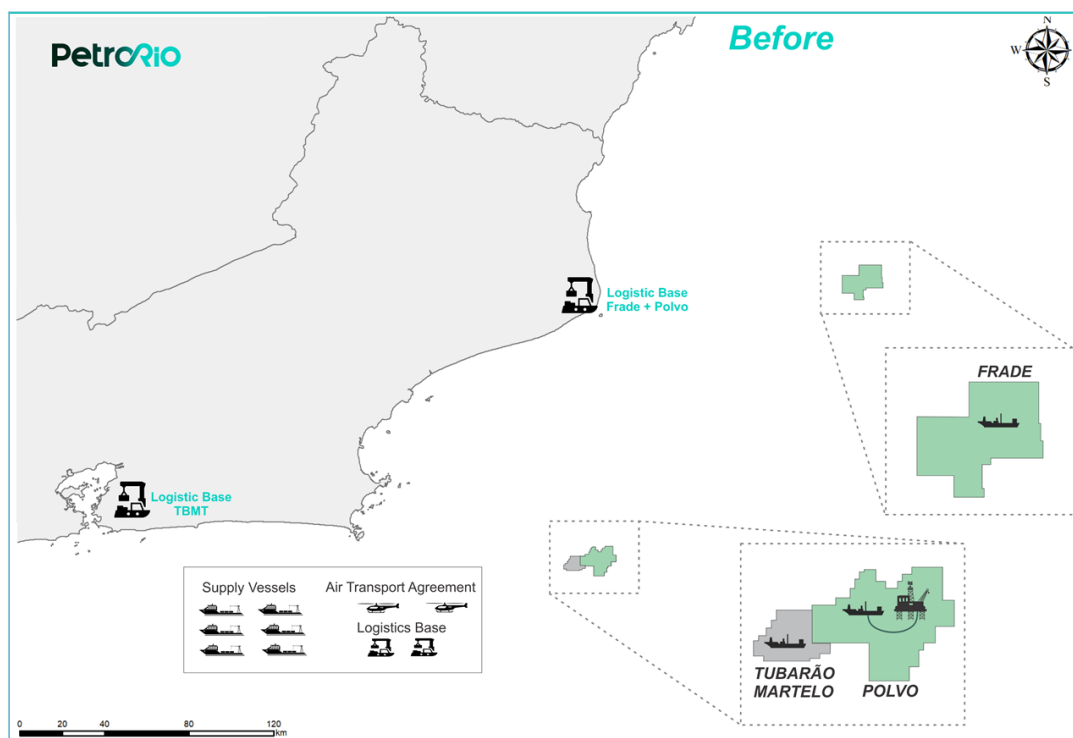 PetroRio
Before
N
W
E
S
Logistic Base
Frade + Polvo
FRADE
Logistic Base
TBMT
Supply Vessels
Air Transport Agreement
Logistics Base
TUBARÃO
MARTELO
POLVO
0 20 40 80 120
km